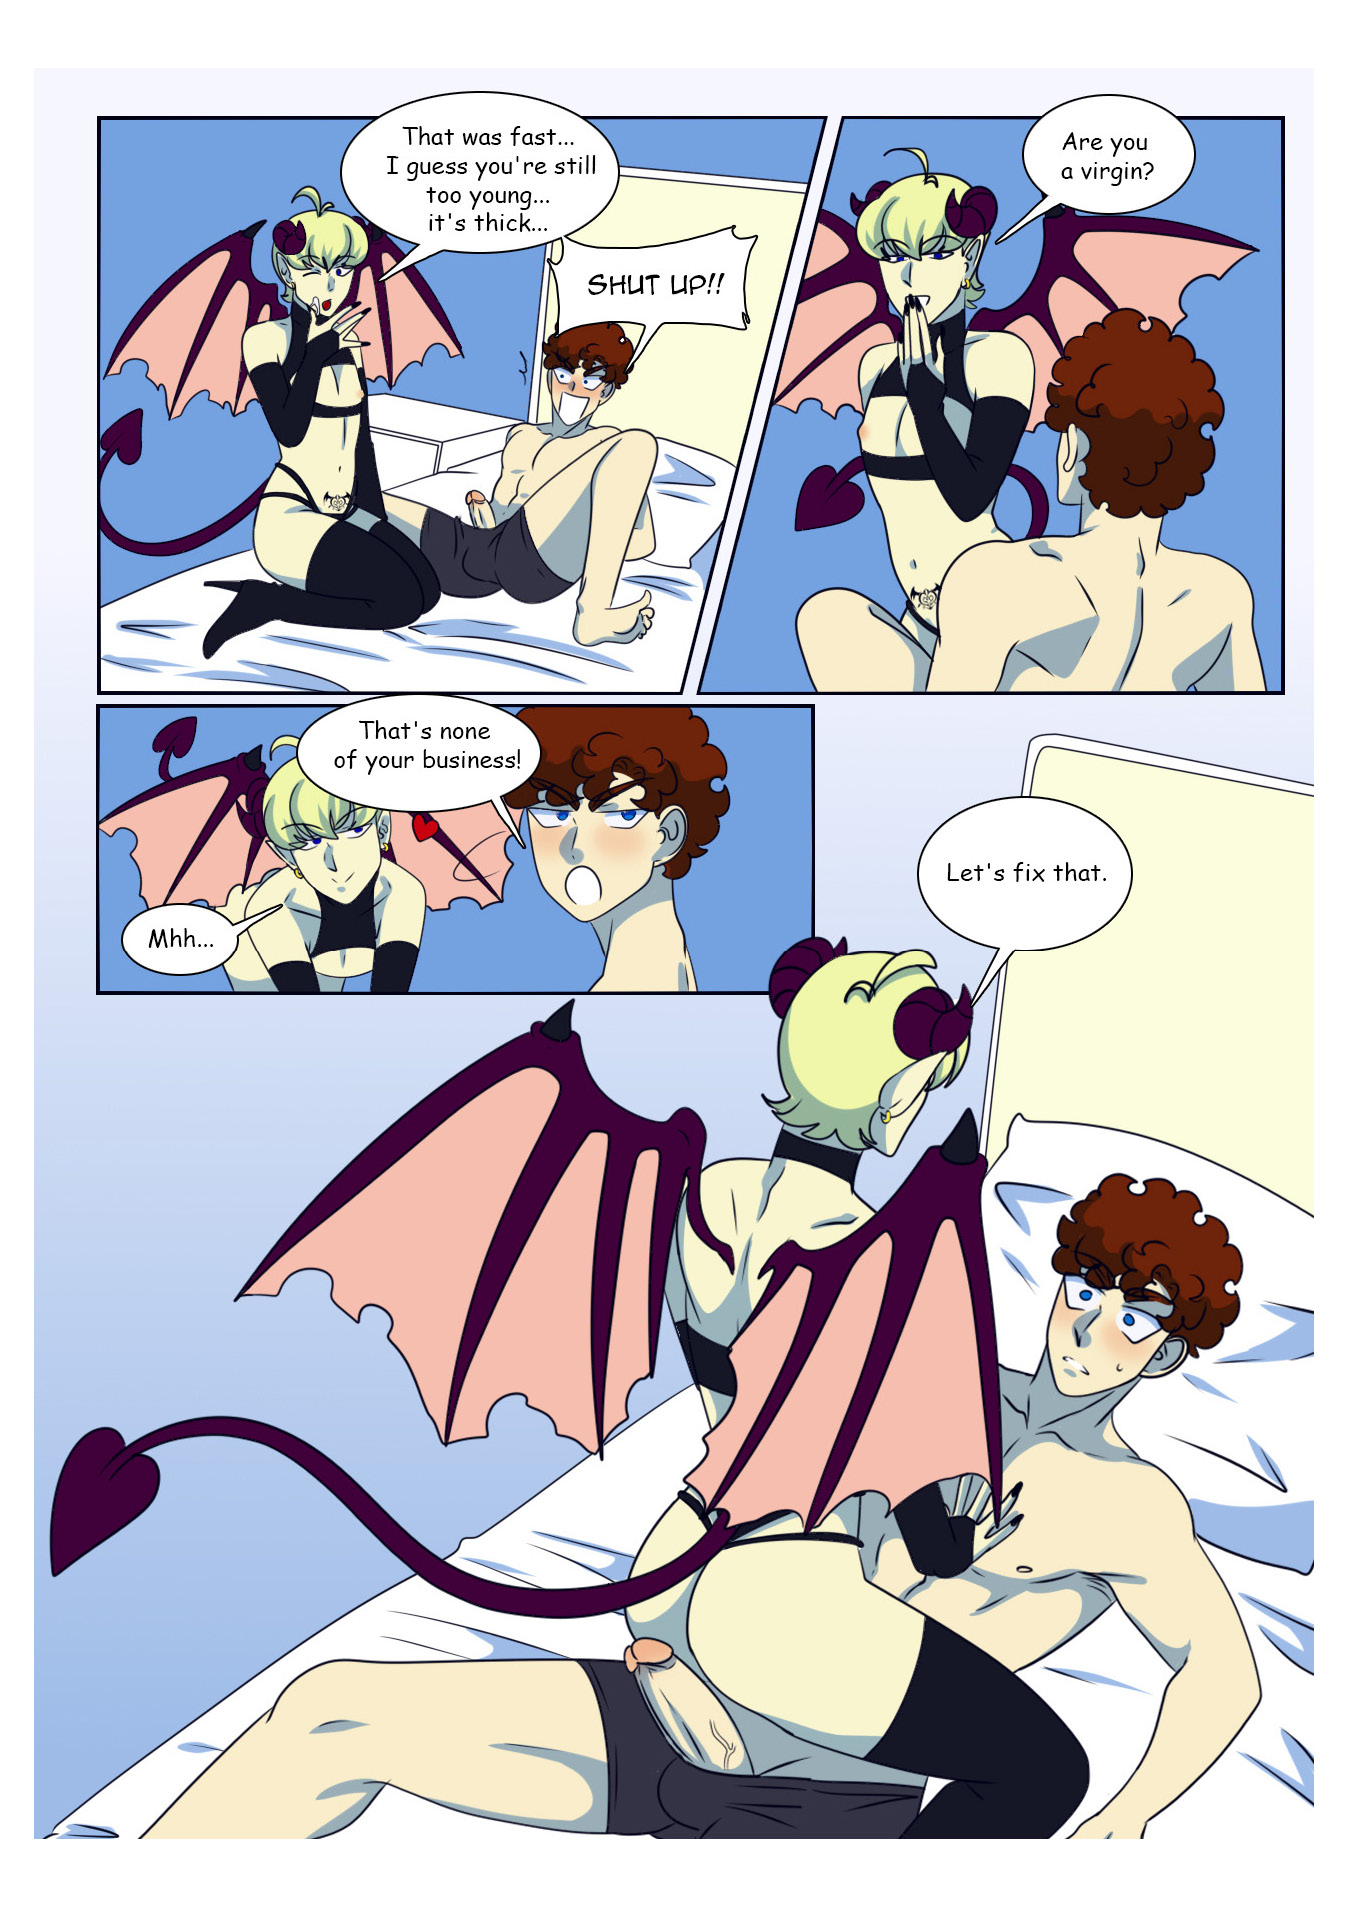 That was fast...
I guess you're still
too young...
it's thick...
SHUT UP!!
Are you
a virgin?
That's none
of your business!
Mhh...
Let's fix that.